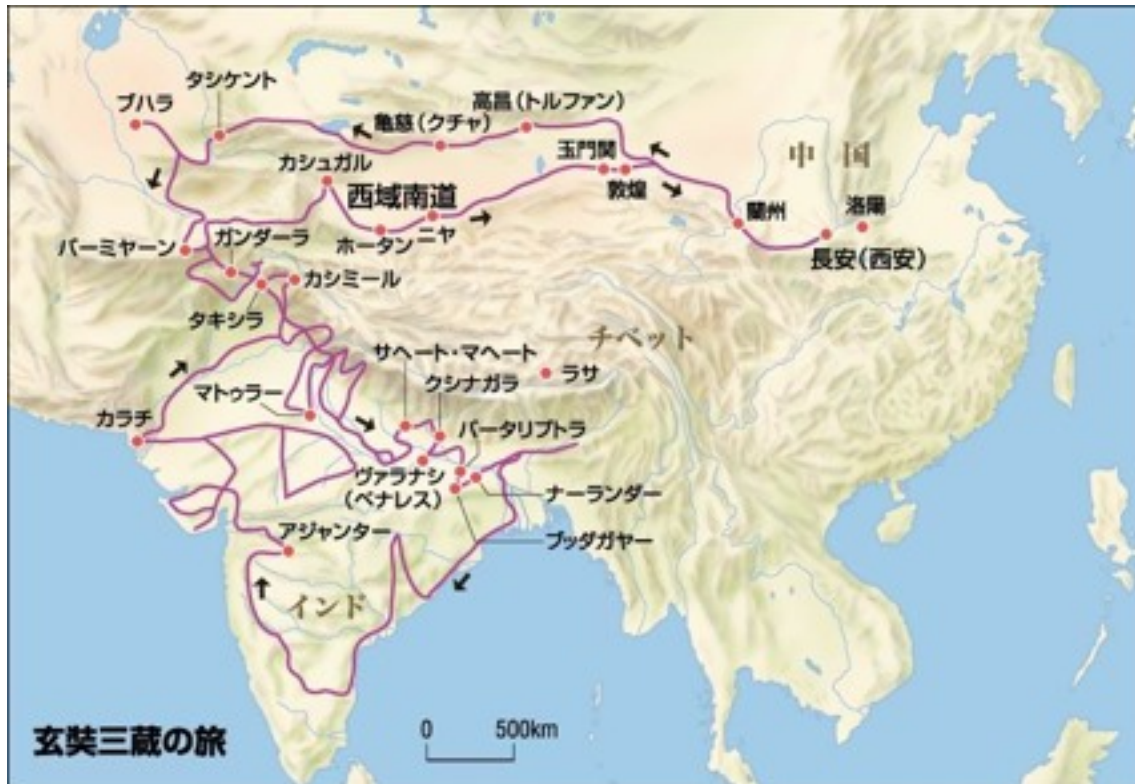 タシケント
ブハラ
高昌（トルファン）
亀慈（クチャ）
玉門関
中国
カシュガル
敦煌
西域南道
蘭州
洛陽
ガンダーラ
ホータン
ニヤ
バーミヤーン
長安（西安）
カシミール
タキシラ
チベット
サヘート・マヘート
ラサ
クシナガラ
マトゥラー
カラチ
パータリプトラ
ヴァラナシ
（ベナレス）
ナーランダー
アジャンター
ブッダガヤー
インド
0 500km
玄奘三蔵の旅